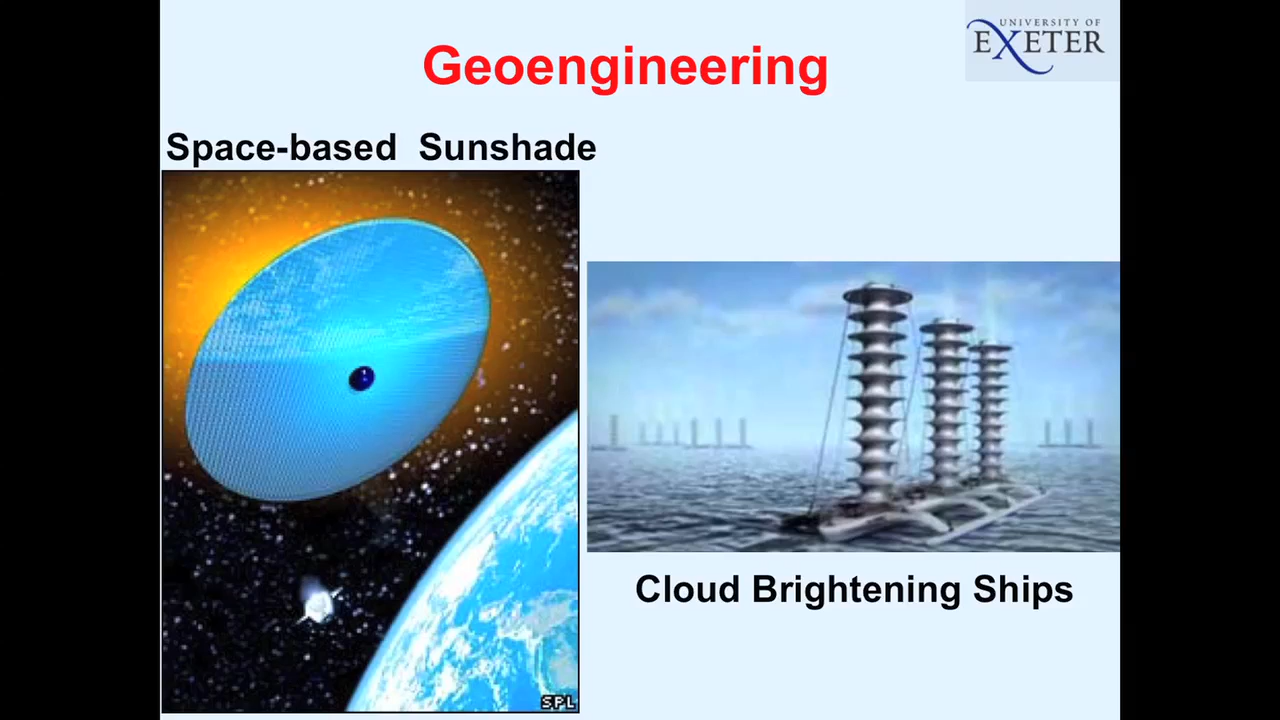 UNIVERSITY OF
EXETER
Geoengineering
Space-based Sunshade
SPL
Cloud Brightening Ships